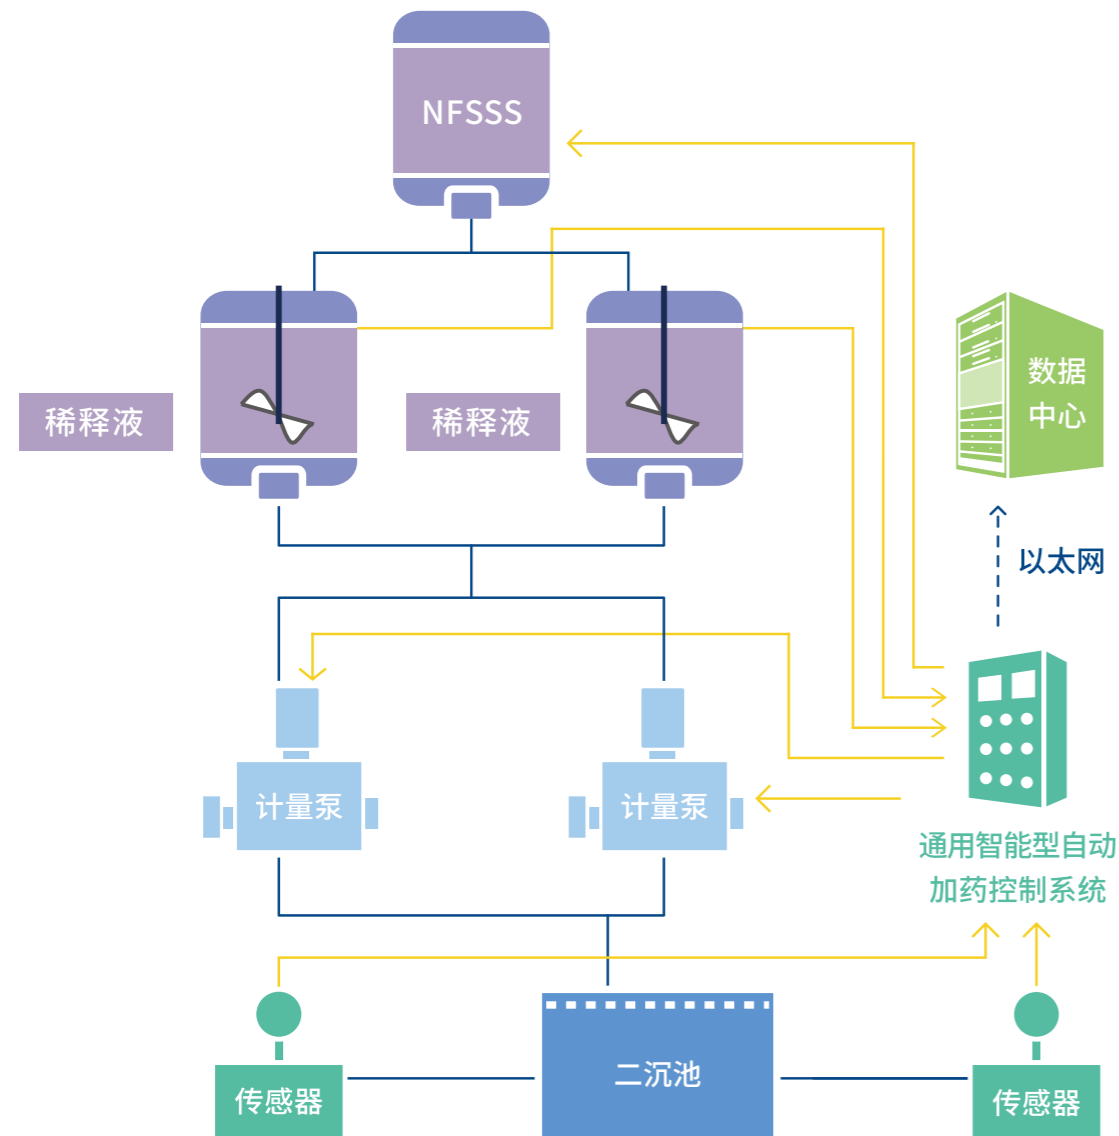 NFSSS
稀释液
稀释液
数据
中心
以太网
计量泵
计量泵
通用智能型自动
加药控制系统
二沉池
传感器
传感器